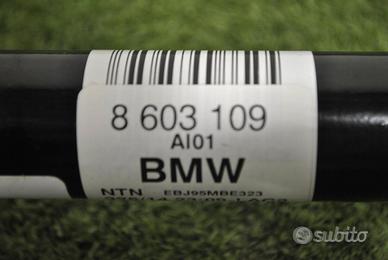 8 603 109
AI01
BMW
NTN EBJ95MBE323
subito